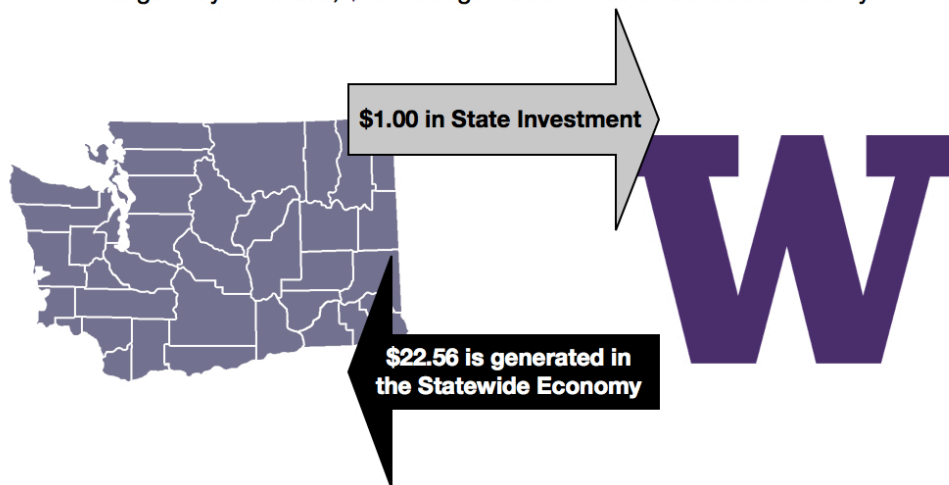 $1.00 in State Investment
W
$22.56 is generated in
the Statewide Economy